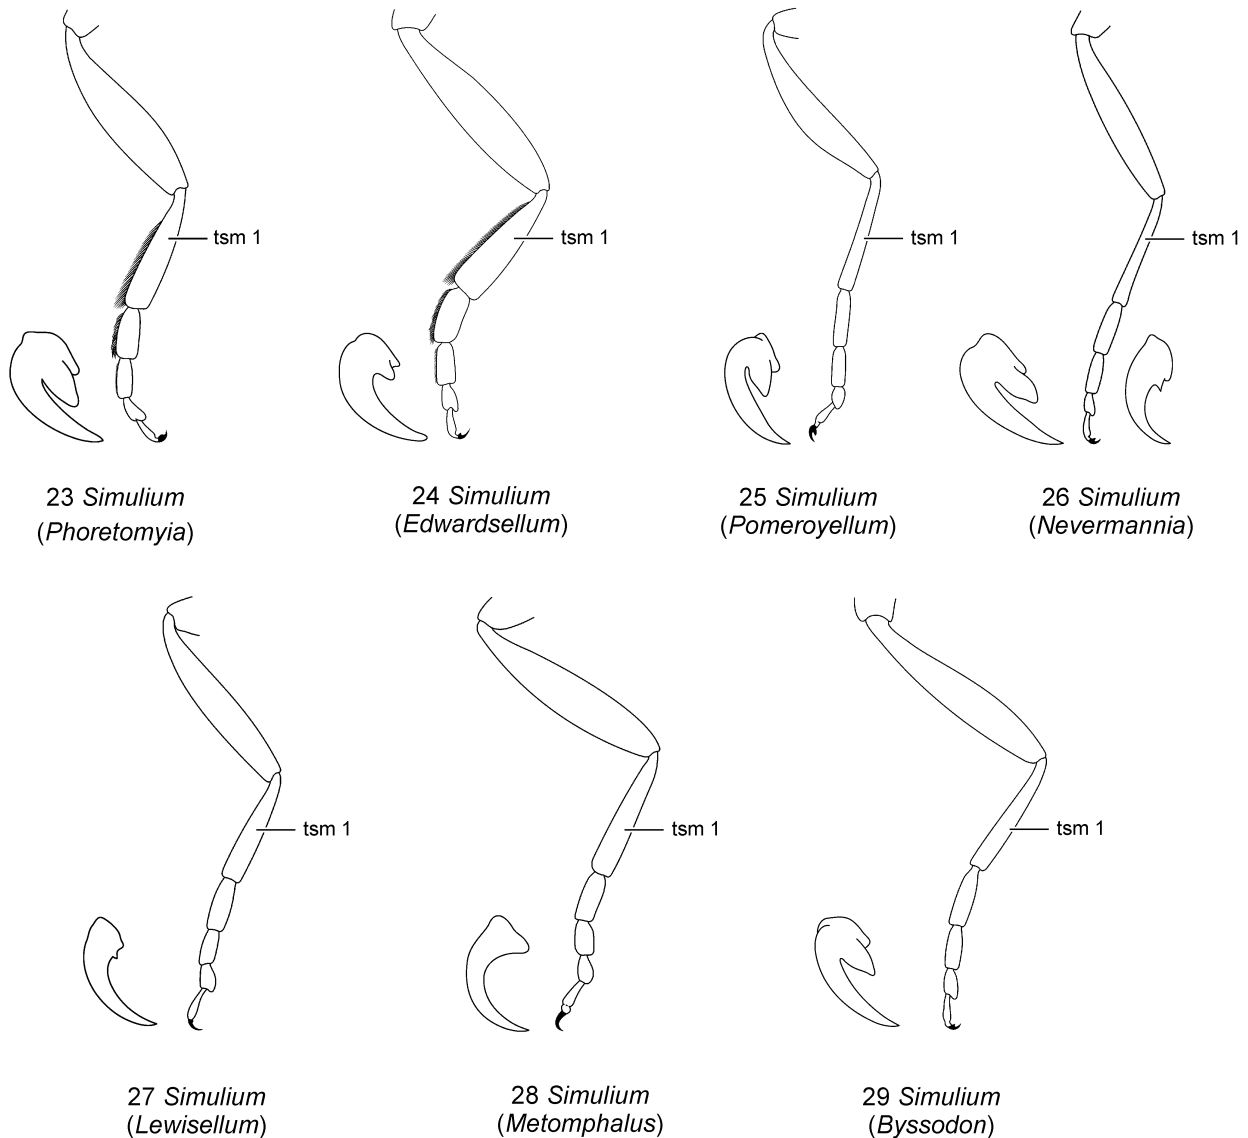 tsm 1
tsm 1
tsm 1
tsm 1
23 Simulium
(Phoretomyia)
24 Simulium
(Edwardsellum)
25 Simulium
(Pomeroyellum)
26 Simulium
(Nevermannia)
tsm 1
tsm 1
tsm 1
27 Simulium
(Lewisellum)
28 Simulium
(Metomphalus)
29 Simulium
(Byssodon)